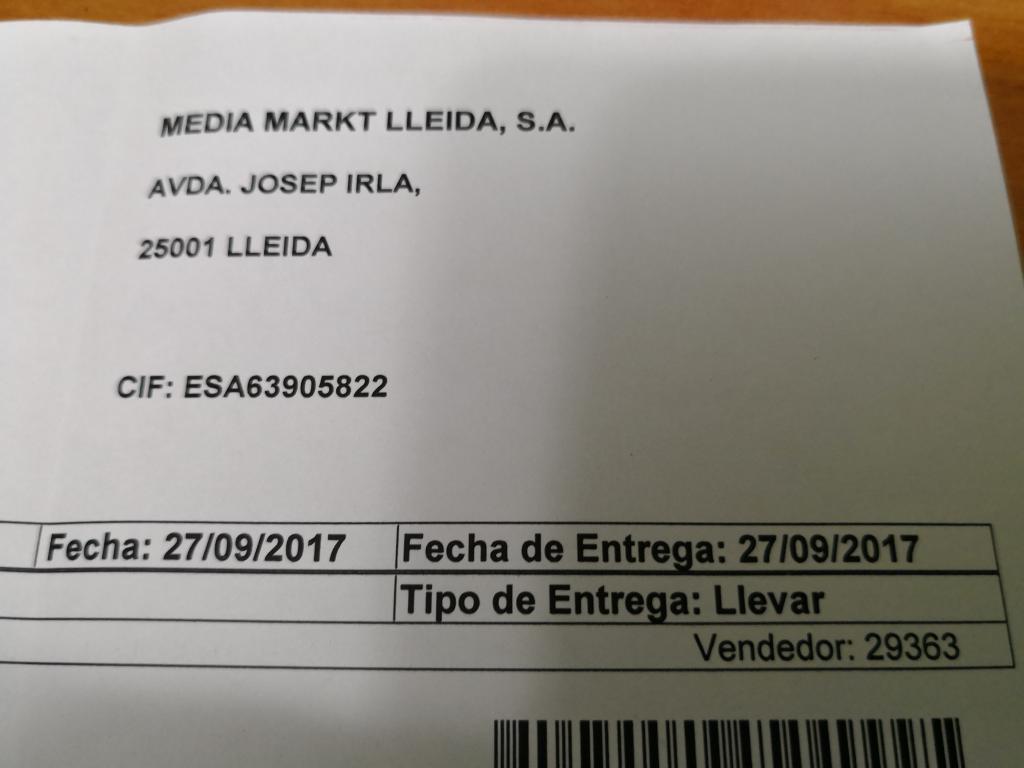 MEDIA MARKT LLEIDA, S.A.
AVDA. JOSEP IRLA,
25001 LLEIDA
CIF: ESA63905822
Fecha: 27/09/2017 Fecha de Entrega: 27/09/2017
Tipo de Entrega: Llevar
Vendedor: 29363